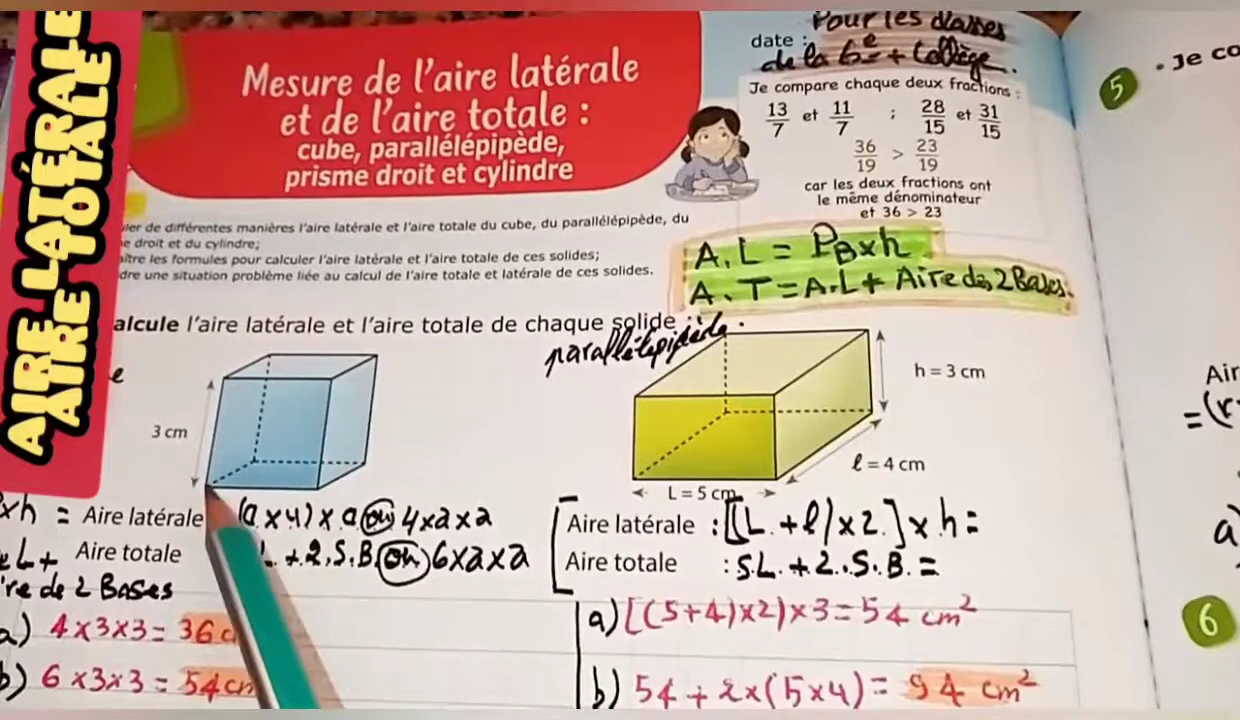 AIRE LATÉRALE
AIRE TOTALE
Mesure de l'aire latérale
et de l'aire totale :
cube, parallélépipède,
prisme droit et cylindre
Pour les classes
date :
de la 6e + Collège.
Je compare chaque deux fractions :
13/7 et 11/7 ; 28/15 et 31/15
36/19 > 23/19
car les deux fractions ont
le même dénominateur
et 36 > 23
ler de différentes manières l'aire latérale et l'aire totale du cube, du parallélépipède, du
e droit et du cylindre;
aître les formules pour calculer l'aire latérale et l'aire totale de ces solides;
dre une situation problème liée au calcul de l'aire totale et latérale de ces solides.
A.L = PB x h
A.T = A.L + Aire des 2 Bases.
alcule l'aire latérale et l'aire totale de chaque solide :
parallélépipède
e
3 cm
h = 3 cm
ℓ = 4 cm
L = 5 cm
xh = Aire latérale (a x 4) x a ou 4 x a x a
L + Aire totale L. + 2.S.B. ou 6 x a x a
re de 2 Bases
a) 4 x 3 x 3 = 36 c
b) 6 x 3 x 3 = 54 cm
Aire latérale : [(L + ℓ) x 2.] x h =
Aire totale : S.L. + 2.S.B. =
a) [(5+4) x 2) x 3 = 54 cm²
b) 54 + 2 x (5 x 4) = 94 cm²
5
. Je co
Air
= (r
a)
6